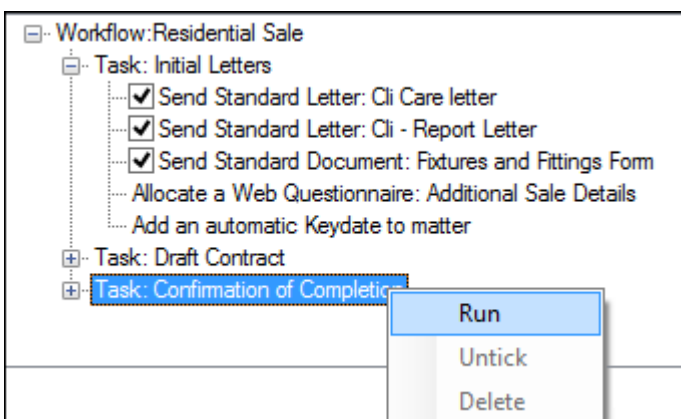 Workflow:Residential Sale
Task: Initial Letters
Send Standard Letter: Cli Care letter
Send Standard Letter: Cli - Report Letter
Send Standard Document: Fixtures and Fittings Form
Allocate a Web Questionnaire: Additional Sale Details
Add an automatic Keydate to matter
Task: Draft Contract
Task: Confirmation of Completion
Run
Untick
Delete